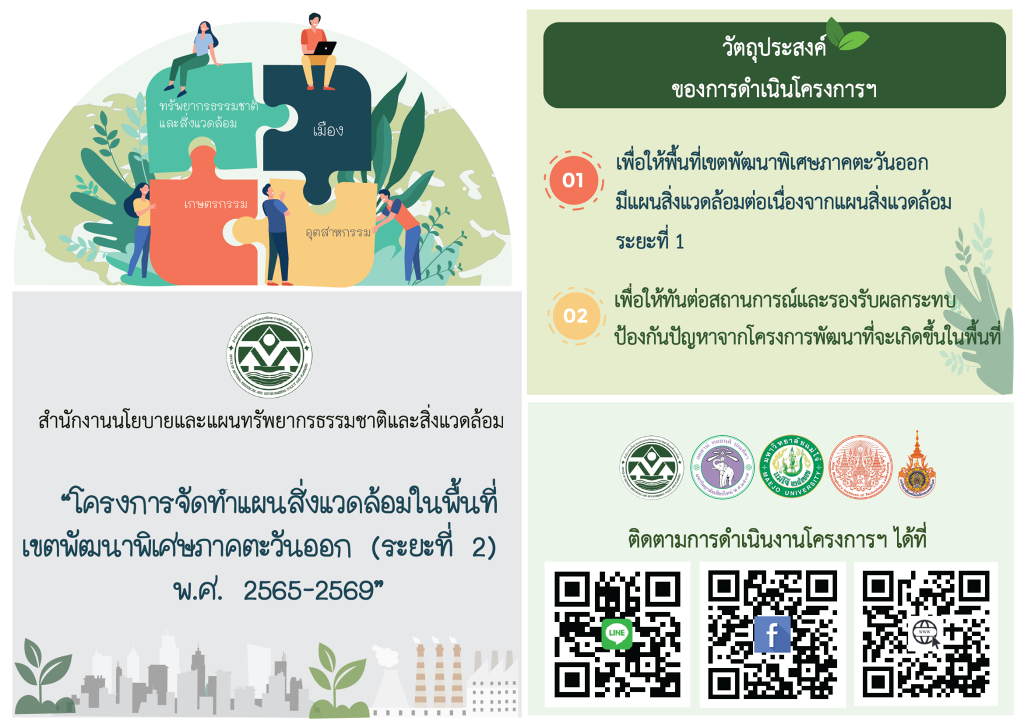 ทรัพยากรธรรมชาติ
และสิ่งแวดล้อม
เมือง
เกษตรกรรม
อุตสาหกรรม
สำนักงานนโยบายและแผนทรัพยากรธรรมชาติและสิ่งแวดล้อม
“โครงการจัดทำแผนสิ่งแวดล้อมในพื้นที่
เขตพัฒนาพิเศษภาคตะวันออก (ระยะที่ 2)
พ.ศ. 2565-2569”
วัตถุประสงค์
ของการดำเนินโครงการฯ
01
เพื่อให้พื้นที่เขตพัฒนาพิเศษภาคตะวันออก
มีแผนสิ่งแวดล้อมต่อเนื่องจากแผนสิ่งแวดล้อม
ระยะที่ 1
02
เพื่อให้ทันต่อสถานการณ์และรองรับผลกระทบ
ป้องกันปัญหาจากโครงการพัฒนาที่จะเกิดขึ้นในพื้นที่
มหาวิทยาลัยแม่โจ้
MAEJO UNIVERSITY
ติดตามการดำเนินงานโครงการฯ ได้ที่
LINE
f
www